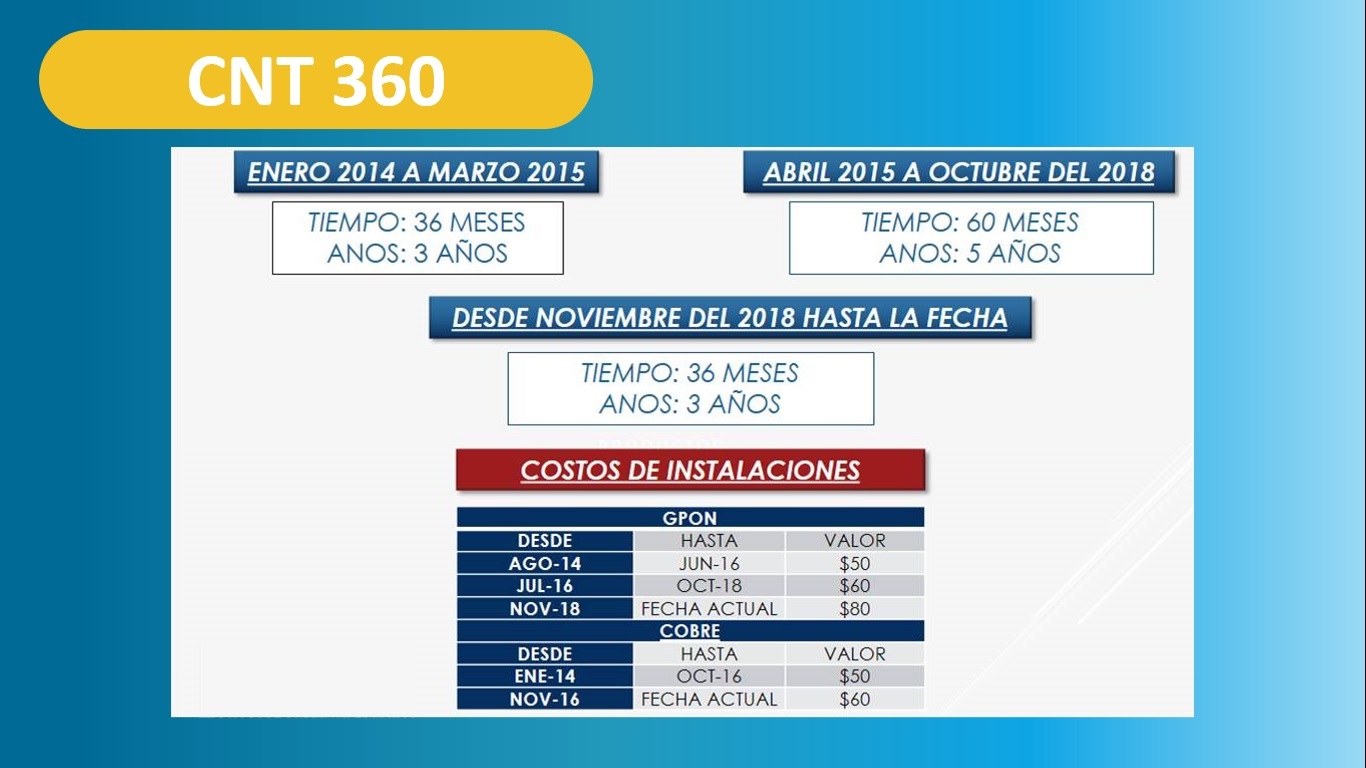 CNT 360
ENERO 2014 A MARZO 2015
TIEMPO: 36 MESES
ANOS: 3 AÑOS
ABRIL 2015 A OCTUBRE DEL 2018
TIEMPO: 60 MESES
ANOS: 5 AÑOS
DESDE NOVIEMBRE DEL 2018 HASTA LA FECHA
TIEMPO: 36 MESES
ANOS: 3 AÑOS
COSTOS DE INSTALACIONES
GPON
DESDE HASTA VALOR
AGO-14 JUN-16 $50
JUL-16 OCT-18 $60
NOV-18 FECHA ACTUAL $80
COBRE
DESDE HASTA VALOR
ENE-14 OCT-16 $50
NOV-16 FECHA ACTUAL $60